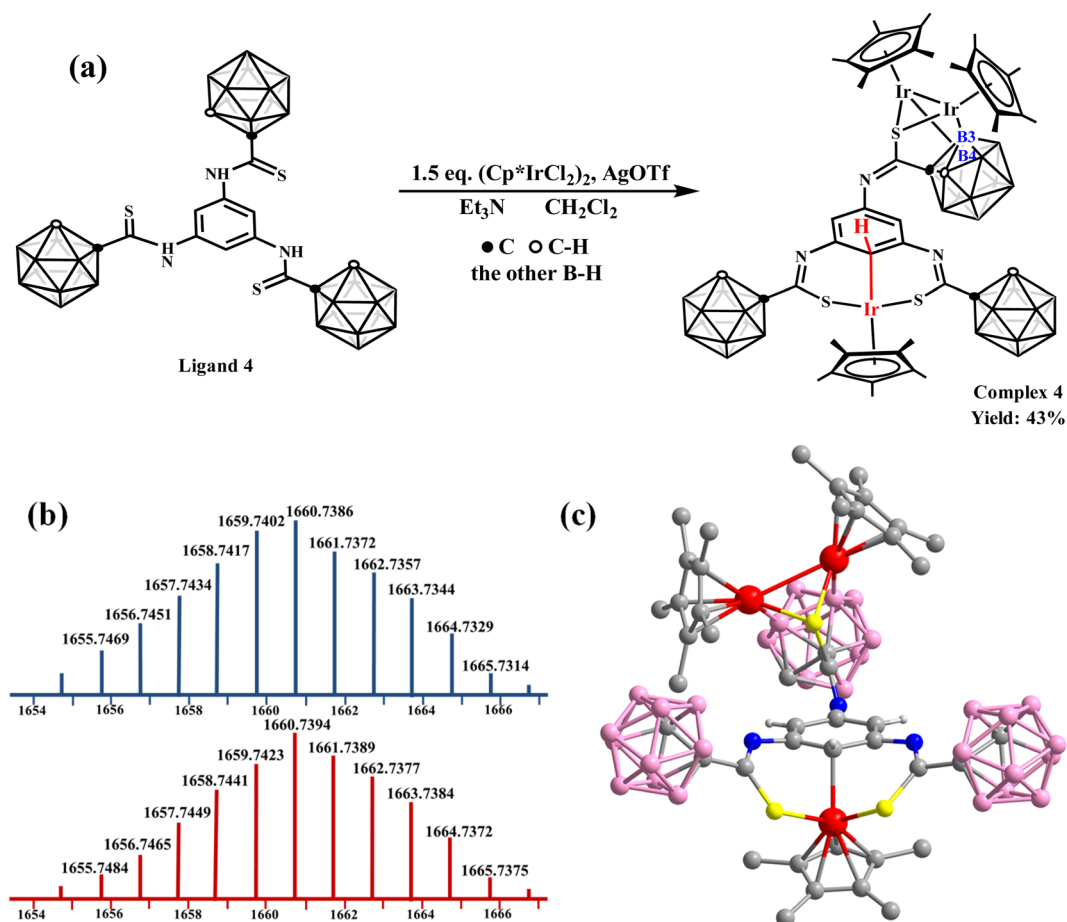 (a)
Ir
Ir
S
B3
B4
N
H
N
N
S
Ir
S
NH
S
S
H
N
NH
S
Ligand 4
1.5 eq. (Cp*IrCl2)2, AgOTf
Et3N CH2Cl2
C C-H
the other B-H
Complex 4
Yield: 43%
(b)
1655.7469
1656.7451
1657.7434
1658.7417
1659.7402
1660.7386
1661.7372
1662.7357
1663.7344
1664.7329
1665.7314
1654 1656 1658 1660 1662 1664 1666
1655.7484
1656.7465
1657.7449
1658.7441
1659.7423
1660.7394
1661.7389
1662.7377
1663.7384
1664.7372
1665.7375
1654 1656 1658 1660 1662 1664 1666
(c)